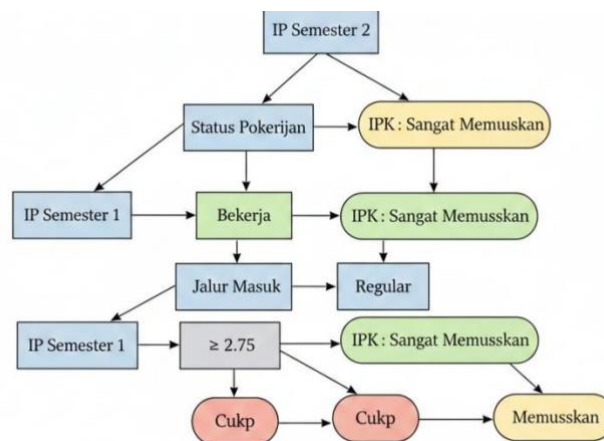 IP Semester 2
Status Pokerijan
IPK : Sangat Memuuskan
IP Semester 1
Bekerja
IPK : Sangat Memusskan
Jalur Masuk
Regular
IP Semester 1
≥ 2.75
IPK : Sangat Memusskan
Cukp
Cukp
Memusskan